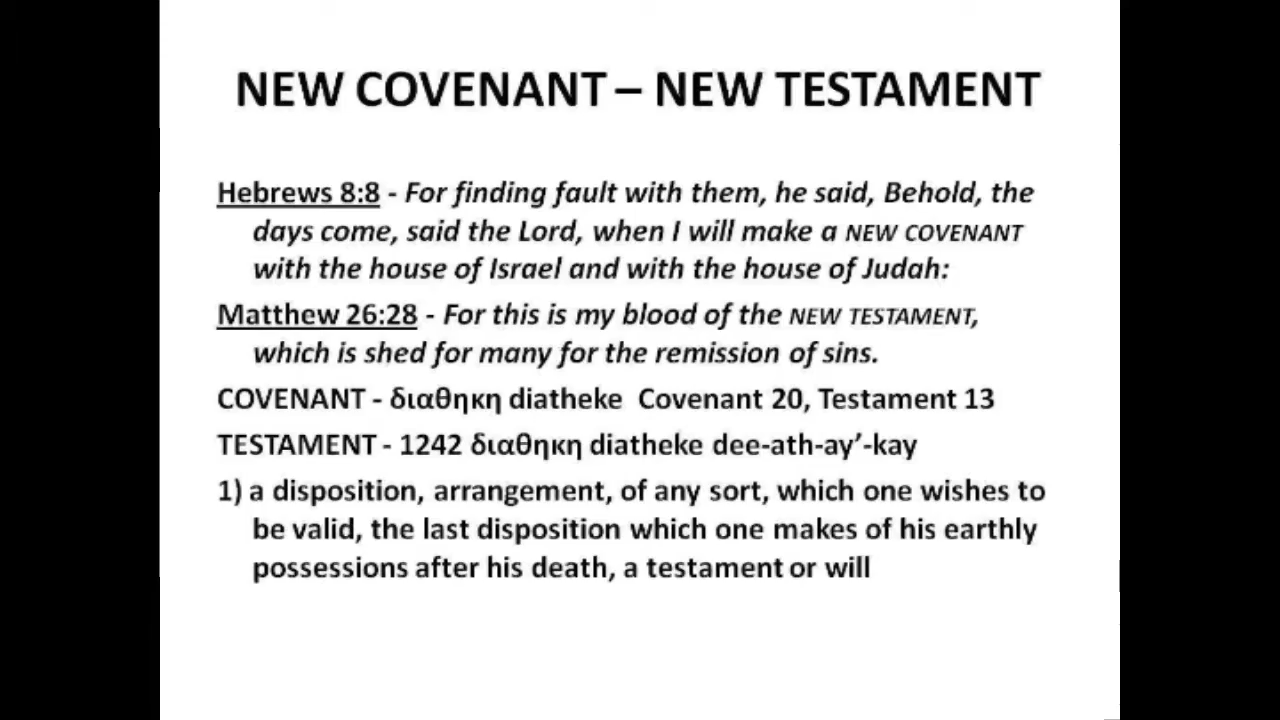 NEW COVENANT – NEW TESTAMENT
Hebrews 8:8 - For finding fault with them, he said, Behold, the
days come, said the Lord, when I will make a NEW COVENANT
with the house of Israel and with the house of Judah:
Matthew 26:28 - For this is my blood of the NEW TESTAMENT,
which is shed for many for the remission of sins.
COVENANT - διαθηκη diatheke  Covenant 20, Testament 13
TESTAMENT - 1242 διαθηκη diatheke dee-ath-ay’-kay
1) a disposition, arrangement, of any sort, which one wishes to
be valid, the last disposition which one makes of his earthly
possessions after his death, a testament or will